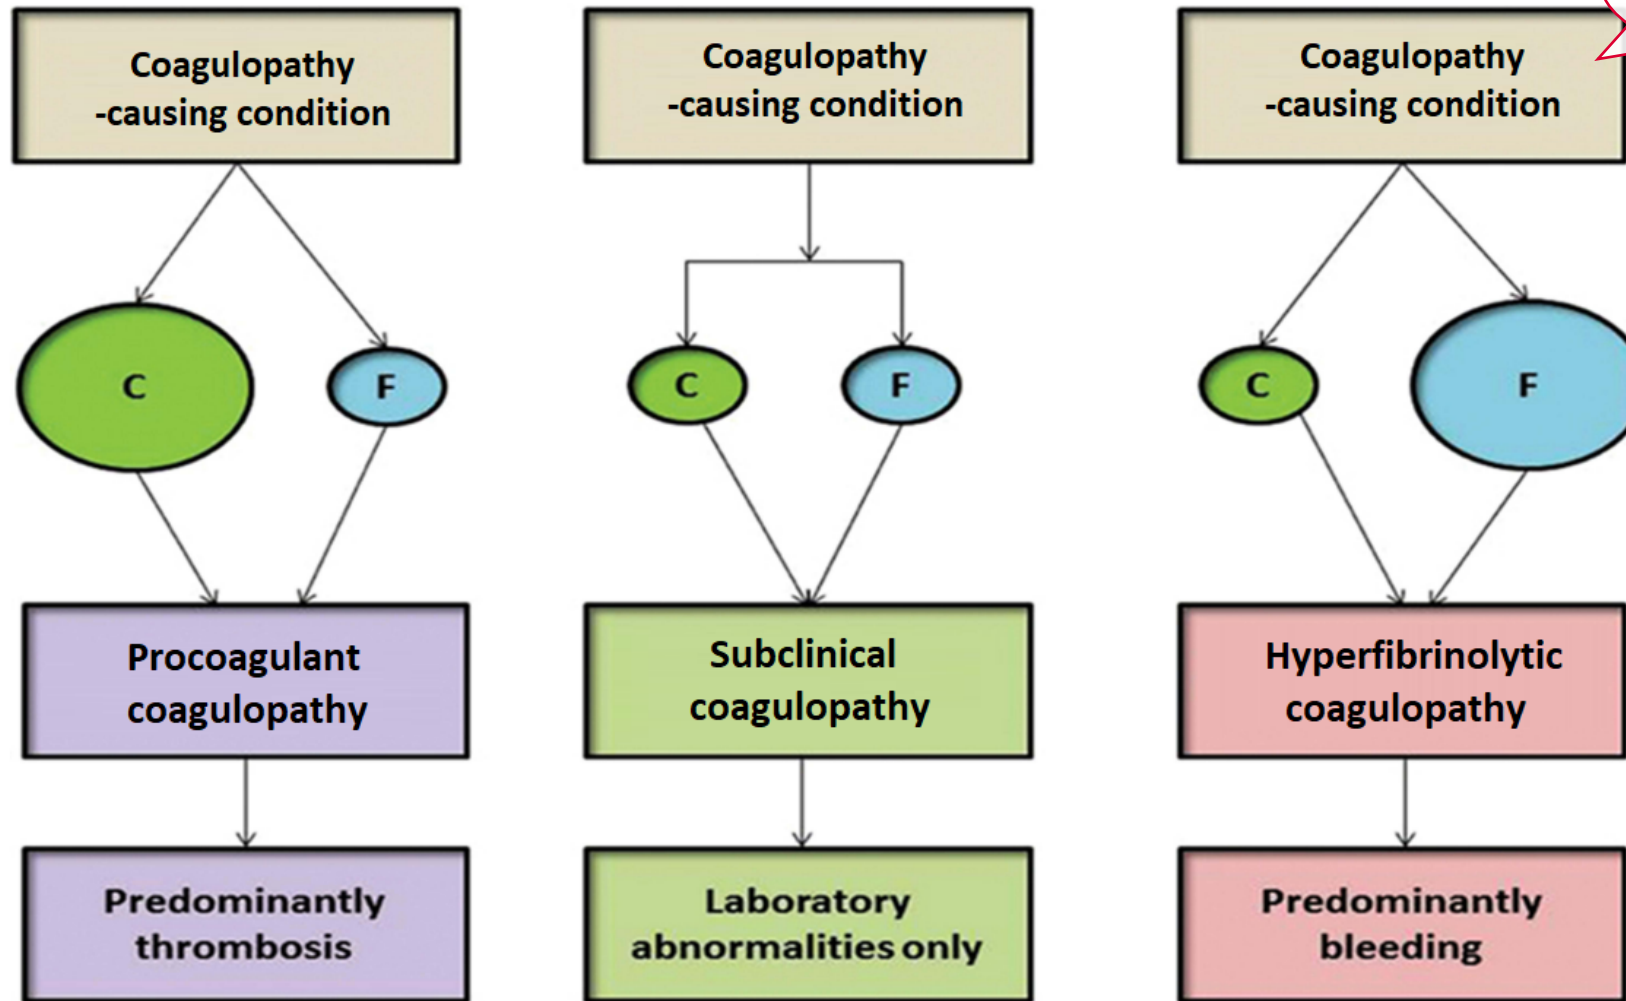 Coagulopathy
-causing condition
Coagulopathy
-causing condition
Coagulopathy
-causing condition
C
F
C
F
C
F
Procoagulant
coagulopathy
Subclinical
coagulopathy
Hyperfibrinolytic
coagulopathy
Predominantly
thrombosis
Laboratory
abnormalities only
Predominantly
bleeding